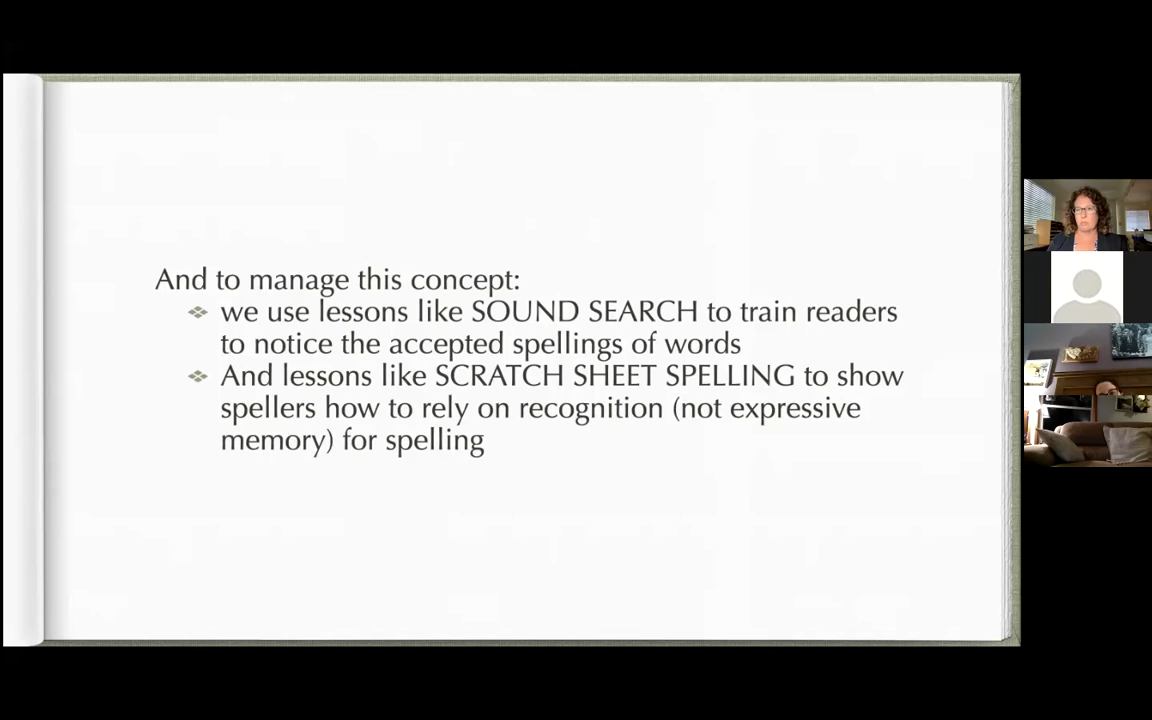 And to manage this concept:
we use lessons like SOUND SEARCH to train readers
to notice the accepted spellings of words
And lessons like SCRATCH SHEET SPELLING to show
spellers how to rely on recognition (not expressive
memory) for spelling